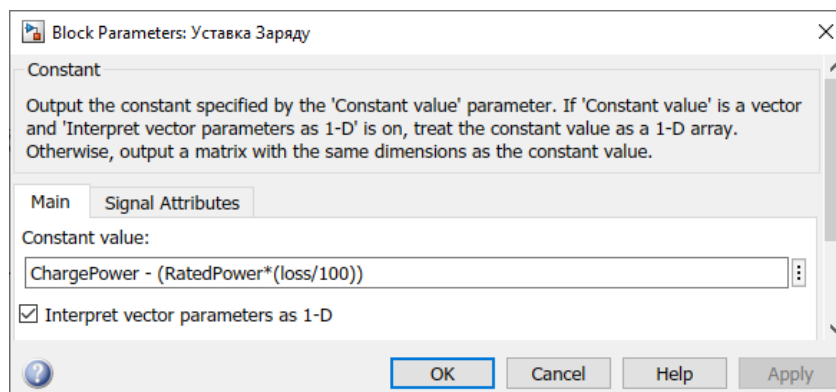 Block Parameters: Уставка Заряду
Constant
Output the constant specified by the 'Constant value' parameter. If 'Constant value' is a vector
and 'Interpret vector parameters as 1-D' is on, treat the constant value as a 1-D array.
Otherwise, output a matrix with the same dimensions as the constant value.
Main Signal Attributes
Constant value:
ChargePower - (RatedPower*(loss/100))
Interpret vector parameters as 1-D
OK Cancel Help Apply